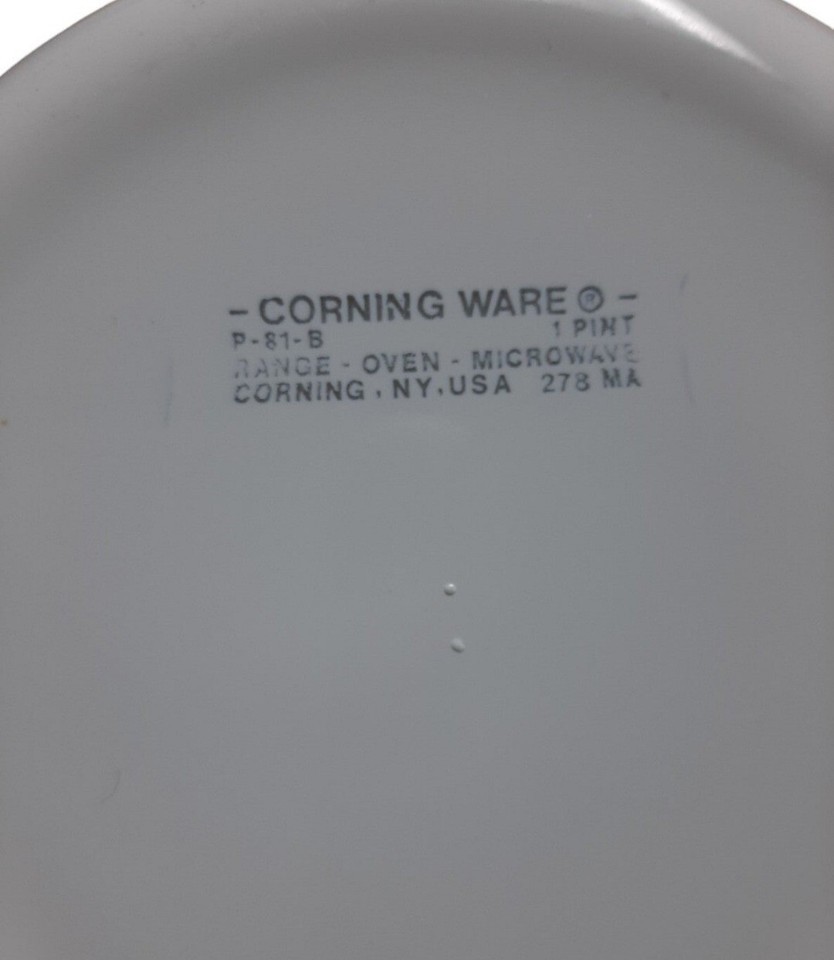 - CORNING WARE ® -
P-81-B 1 PINT
RANGE - OVEN - MICROWAVE
CORNING, NY, USA 278 MA